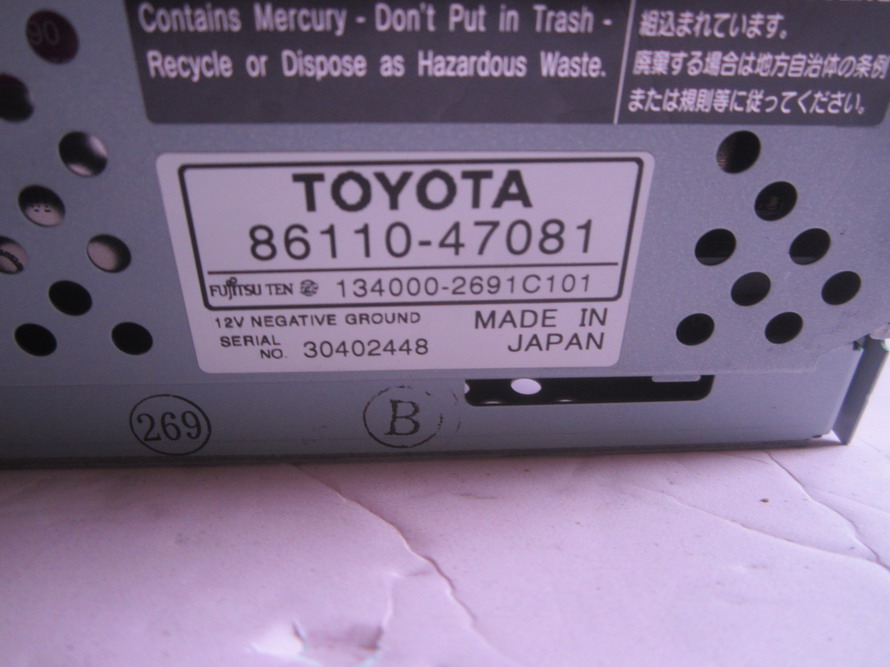 90
Contains Mercury - Don't Put in Trash -
Recycle or Dispose as Hazardous Waste.
組込まれています。
廃棄する場合は地方自治体の条例
または規則等に従ってください。
TOYOTA
86110-47081
FUJITSU TEN 134000-2691C101
12V NEGATIVE GROUND
SERIAL NO. 30402448
MADE IN JAPAN
269
B